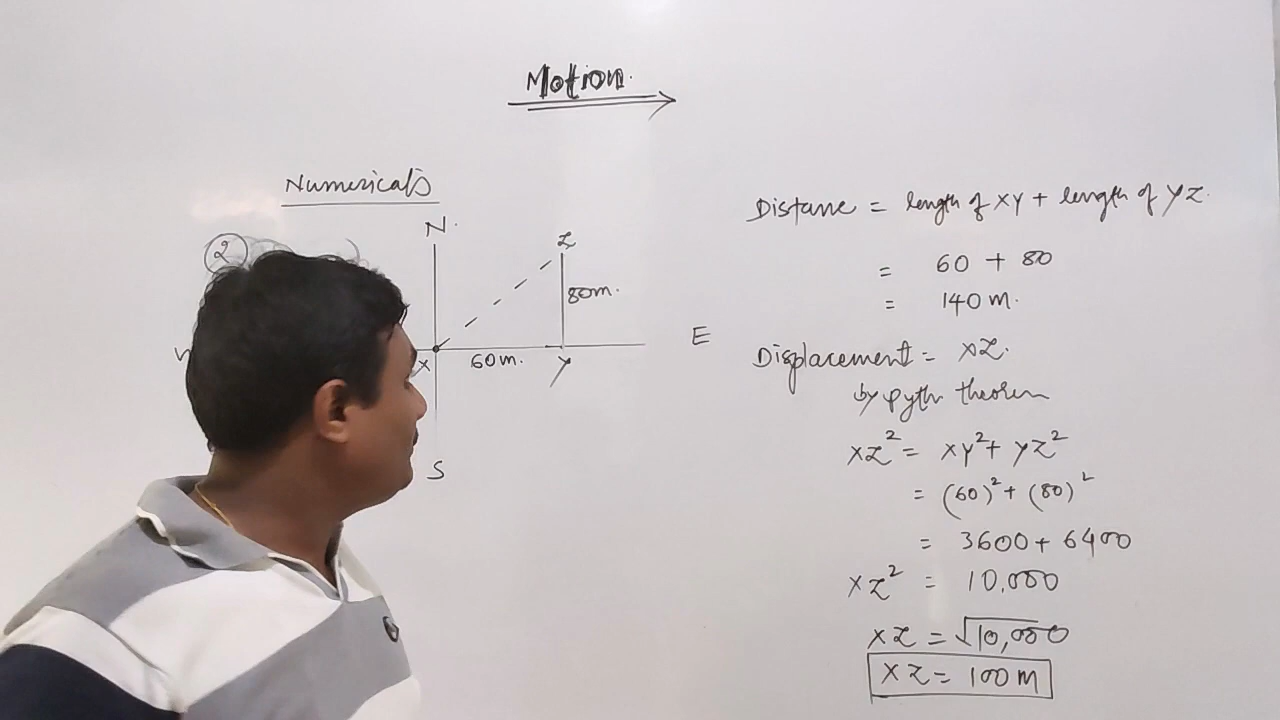 Motion.
Numericals
2
N.
Z
80m.
E
X
60m.
Y
S
Distane = length of XY + length of YZ.
= 60 + 80
= 140 m.
Displacement = XZ.
by pyth theorem
XZ² = XY² + YZ²
= (60)² + (80)²
= 3600 + 6400
XZ² = 10,000
XZ = √10,000
XZ = 100 m